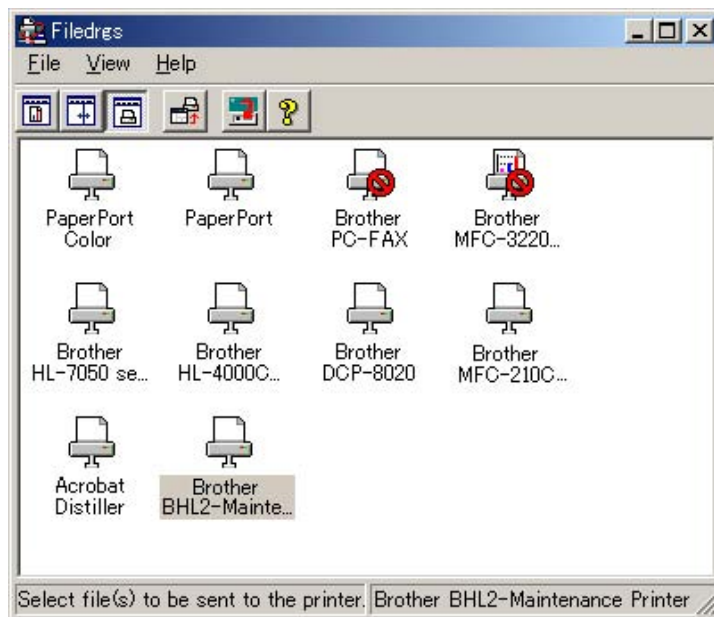 Filedrgs
File View Help
PaperPort
Color
PaperPort
Brother
PC-FAX
Brother
MFC-3220...
Brother
HL-7050 se...
Brother
HL-4000C...
Brother
DCP-8020
Brother
MFC-210C...
Acrobat
Distiller
Brother
BHL2-Mainte...
Select file(s) to be sent to the printer. Brother BHL2-Maintenance Printer